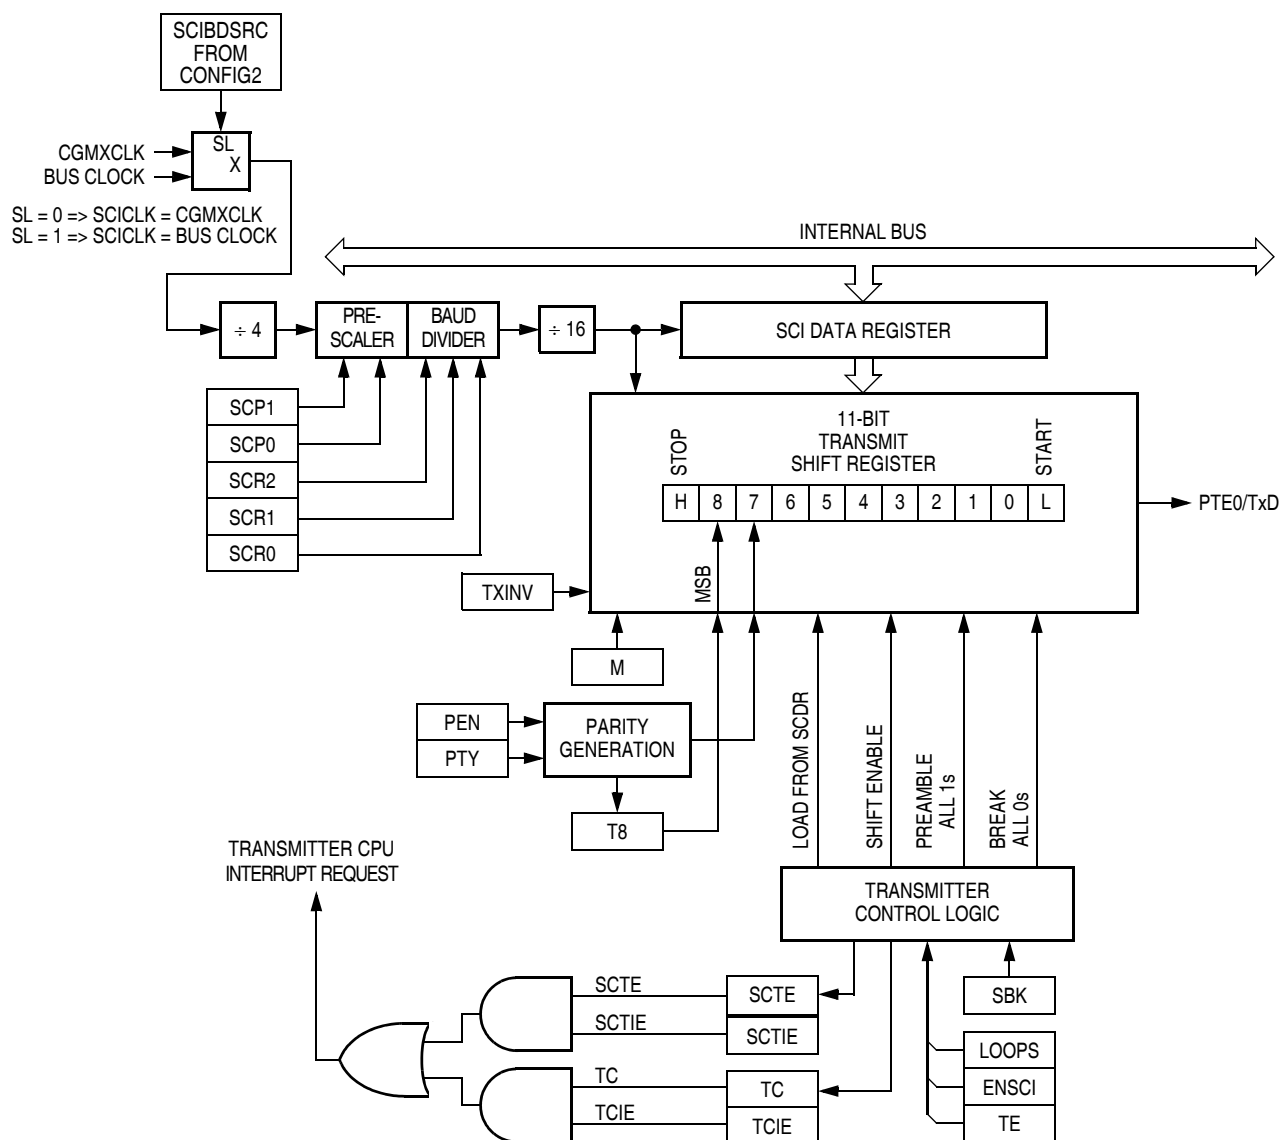 SCIBDSRC
FROM
CONFIG2
SL
X
CGMXCLK
BUS CLOCK
SL = 0 => SCICLK = CGMXCLK
SL = 1 => SCICLK = BUS CLOCK
INTERNAL BUS
÷ 4
PRE-
SCALER
BAUD
DIVIDER
÷ 16
SCI DATA REGISTER
SCP1
SCP0
SCR2
SCR1
SCR0
11-BIT
TRANSMIT
SHIFT REGISTER
STOP
START
H 8 7 6 5 4 3 2 1 0 L
PTE0/TxD
TXINV
MSB
M
PEN
PTY
PARITY
GENERATION
T8
LOAD FROM SCDR
SHIFT ENABLE
PREAMBLE
ALL 1s
BREAK
ALL 0s
TRANSMITTER CPU
INTERRUPT REQUEST
TRANSMITTER
CONTROL LOGIC
SCTE
SCTE
SBK
SCTIE
SCTIE
LOOPS
TC
TC
ENSCI
TCIE
TCIE
TE